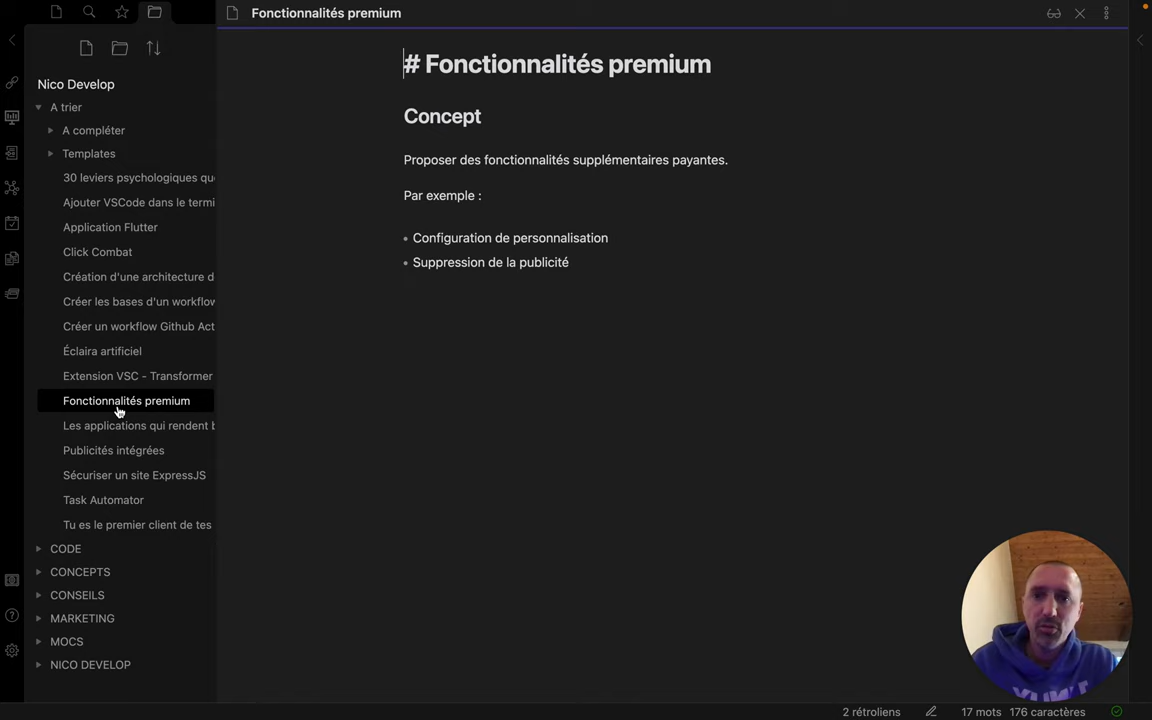 Fonctionnalités premium
Nico Develop
A trier
A compléter
Templates
30 leviers psychologiques qu
Ajouter VSCode dans le termi
Application Flutter
Click Combat
Création d'une architecture d
Créer les bases d'un workflow
Créer un workflow Github Act
Éclaira artificiel
Extension VSC - Transformer
Fonctionnalités premium
Les applications qui rendent b
Publicités intégrées
Sécuriser un site ExpressJS
Task Automator
Tu es le premier client de tes
CODE
CONCEPTS
CONSEILS
MARKETING
MOCS
NICO DEVELOP
# Fonctionnalités premium
Concept
Proposer des fonctionnalités supplémentaires payantes.
Par exemple :
• Configuration de personnalisation
• Suppression de la publicité
2 rétroliens 17 mots 176 caractères